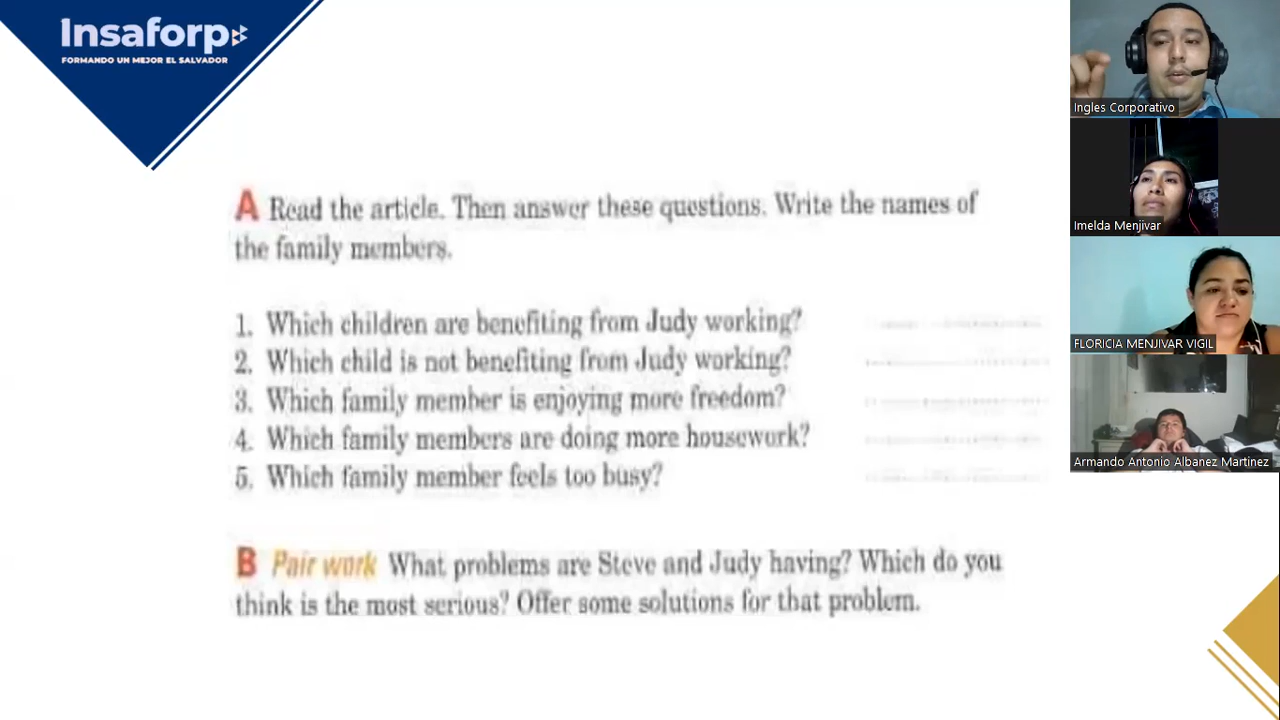 Insaforp
FORMANDO UN MEJOR EL SALVADOR
A Read the article. Then answer these questions. Write the names of
the family members.
1. Which children are benefiting from Judy working?
2. Which child is not benefiting from Judy working?
3. Which family member is enjoying more freedom?
4. Which family members are doing more housework?
5. Which family member feels too busy?
B Pair work What problems are Steve and Judy having? Which do you
think is the most serious? Offer some solutions for that problem.
Ingles Corporativo
Imelda Menjivar
FLORICIA MENJIVAR VIGIL
Armando Antonio Albanez Martinez